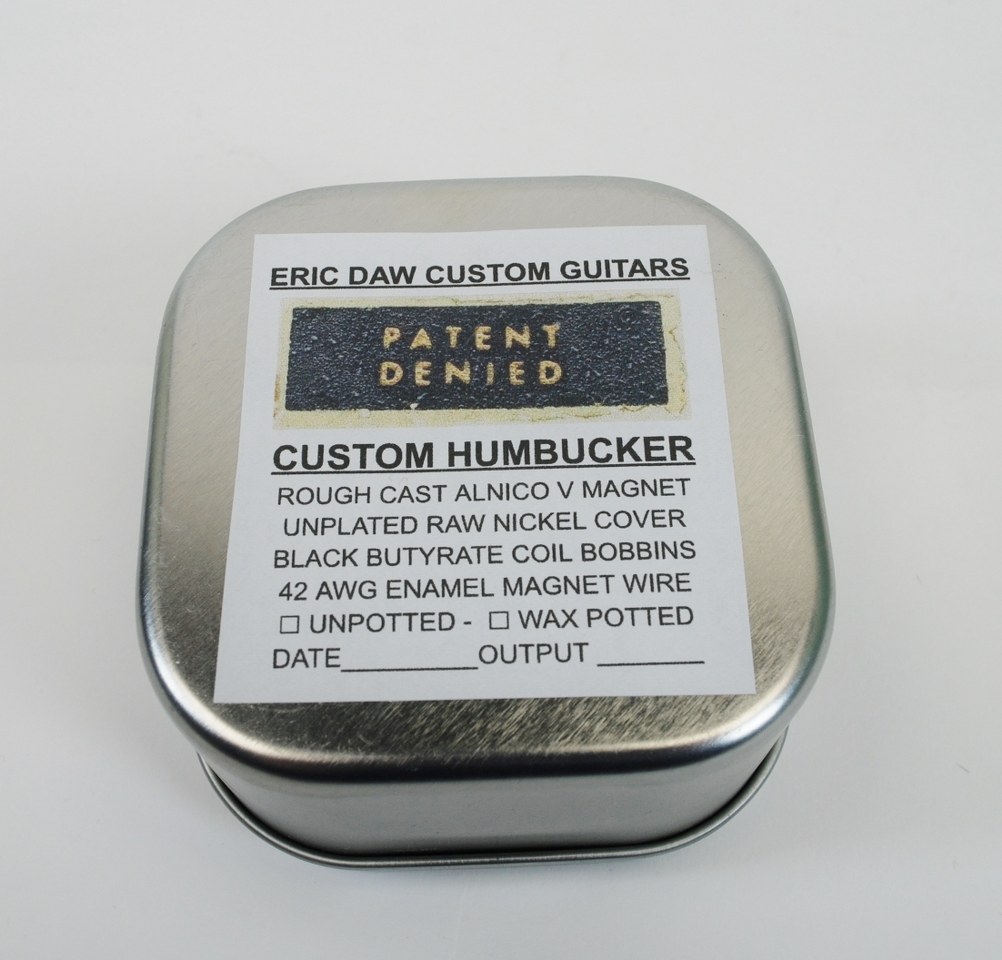 ERIC DAW CUSTOM GUITARS
PATENT
DENIED
CUSTOM HUMBUCKER
ROUGH CAST ALNICO V MAGNET
UNPLATED RAW NICKEL COVER
BLACK BUTYRATE COIL BOBBINS
42 AWG ENAMEL MAGNET WIRE
☐ UNPOTTED - ☐ WAX POTTED
DATE__________OUTPUT ________